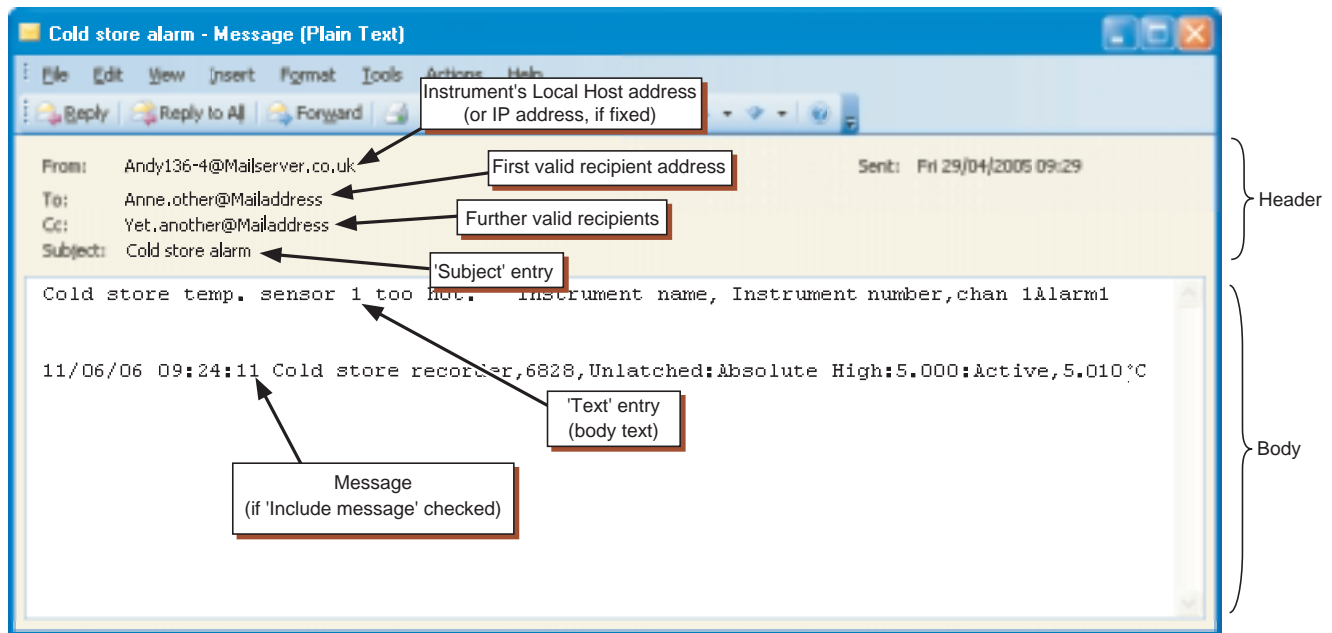 Cold store alarm - Message (Plain Text)
File Edit View Insert Format Tools Actions Help
Instrument's Local Host address
(or IP address, if fixed)
Reply Reply to All Forward
From: Andy136-4@Mailserver.co.uk
First valid recipient address
Sent: Fri 29/04/2005 09:29
Header
To: Anne.other@Mailaddress
Cc: Yet.another@Mailaddress
Further valid recipients
Subject: Cold store alarm
'Subject' entry
Cold store temp. sensor 1 too hot. Instrument name, Instrument number,chan 1Alarm1
11/06/06 09:24:11 Cold store recorder,6828,Unlatched:Absolute High:5.000:Active,5.010°C
'Text' entry
(body text)
Body
Message
(if 'Include message' checked)